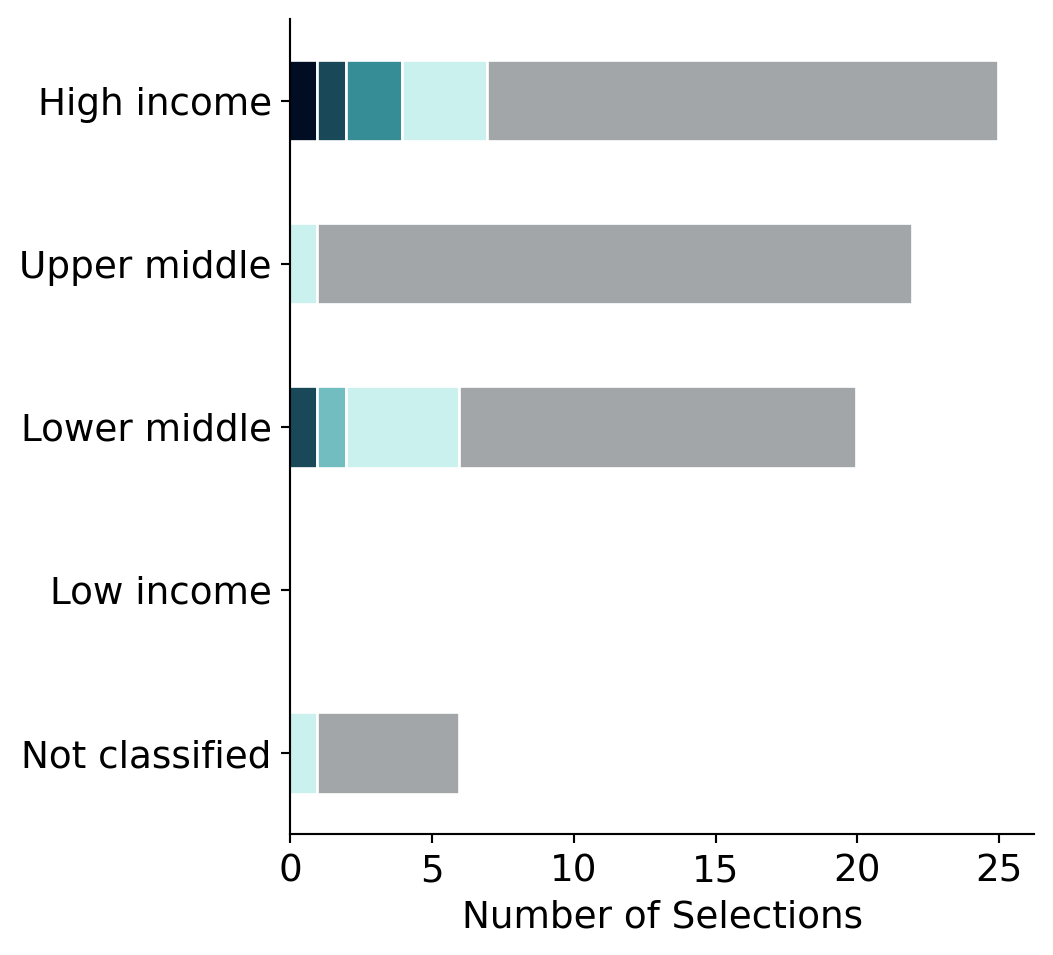 High income
Upper middle
Lower middle
Low income
Not classified
0 5 10 15 20 25
Number of Selections